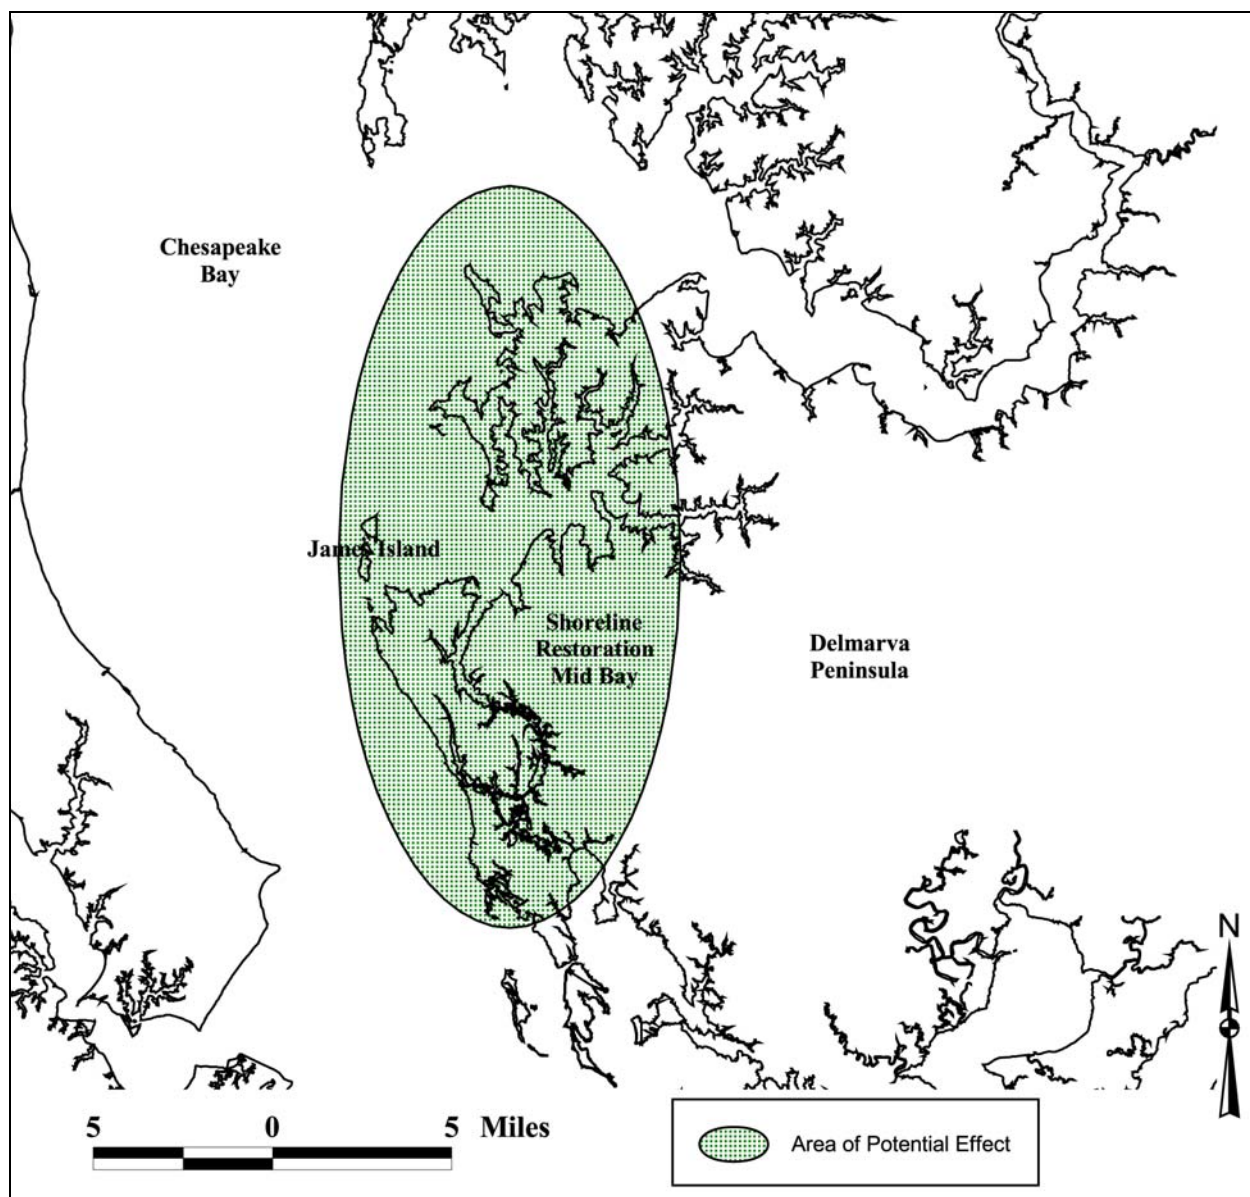 Chesapeake
Bay
James Island
Shoreline
Restoration
Mid Bay
Delmarva
Peninsula
N
5 0 5 Miles
Area of Potential Effect